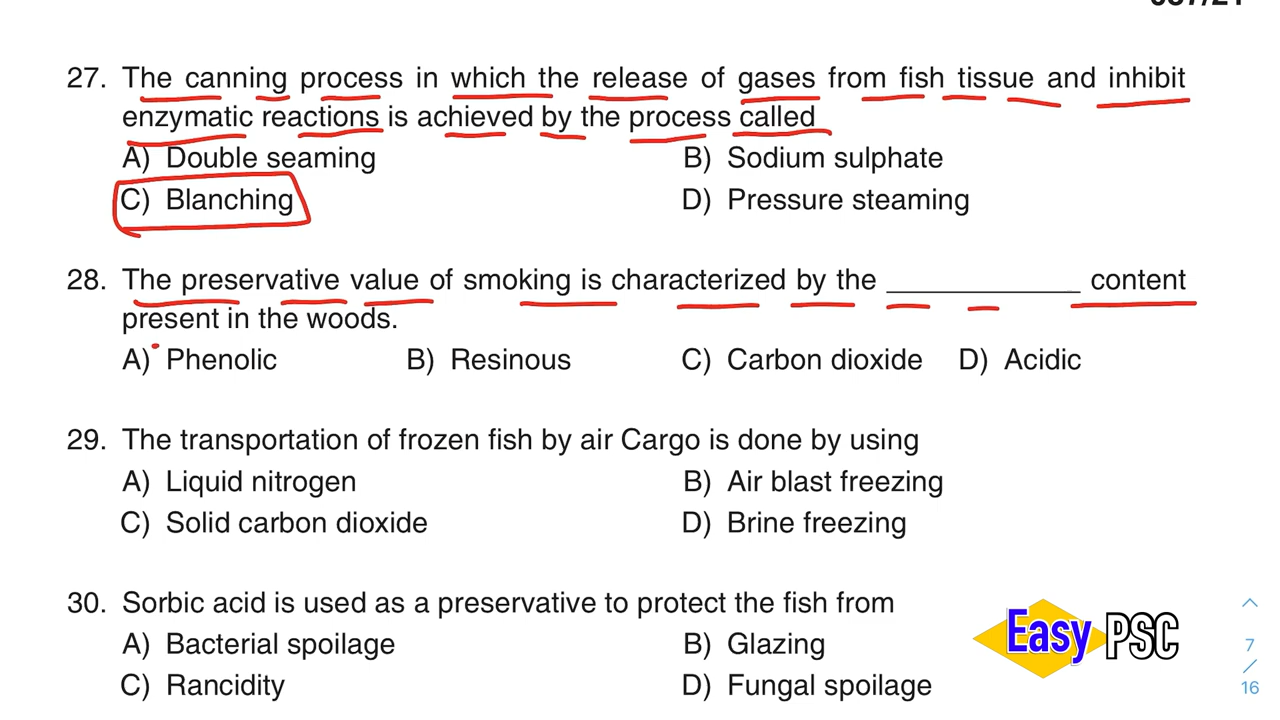 27. The canning process in which the release of gases from fish tissue and inhibit
enzymatic reactions is achieved by the process called
A) Double seaming B) Sodium sulphate
C) Blanching D) Pressure steaming
28. The preservative value of smoking is characterized by the ____________ content
present in the woods.
A) Phenolic B) Resinous C) Carbon dioxide D) Acidic
29. The transportation of frozen fish by air Cargo is done by using
A) Liquid nitrogen B) Air blast freezing
C) Solid carbon dioxide D) Brine freezing
30. Sorbic acid is used as a preservative to protect the fish from
A) Bacterial spoilage B) Glazing
C) Rancidity D) Fungal spoilage
Easy PSC
7
/
16